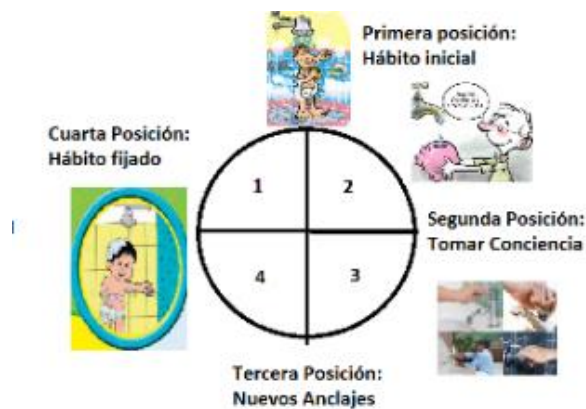 Primera posición:
Hábito inicial
Cuarta Posición:
Hábito fijado
1
2
Segunda Posición:
Tomar Conciencia
4
3
Tercera Posición:
Nuevos Anclajes